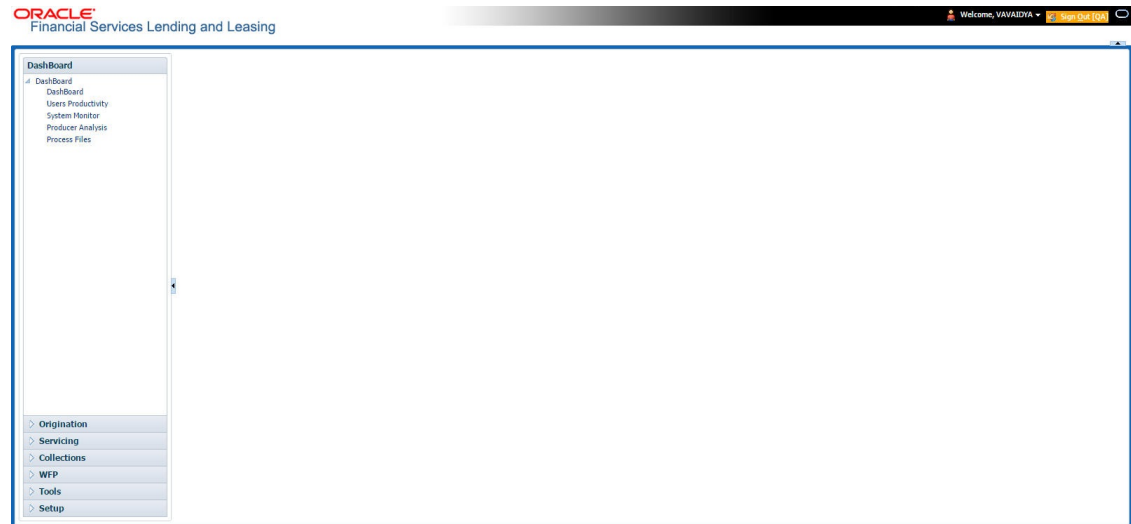 ORACLE
Financial Services Lending and Leasing
Welcome, VAVAIDYA
Sign Out [QA]
DashBoard
DashBoard
DashBoard
Users Productivity
System Monitor
Producer Analysis
Process Files
Origination
Servicing
Collections
WFP
Tools
Setup